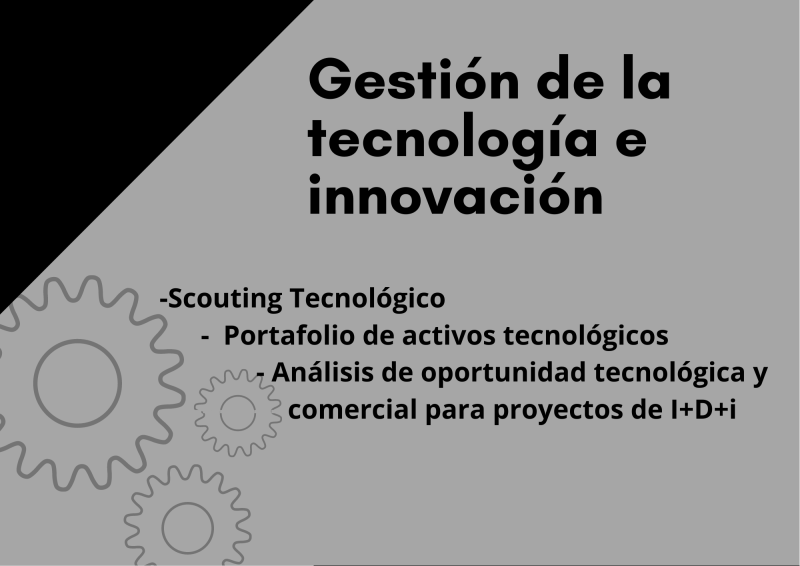 Gestión de la
tecnología e
innovación
-Scouting Tecnológico
- Portafolio de activos tecnológicos
- Análisis de oportunidad tecnológica y
comercial para proyectos de I+D+i